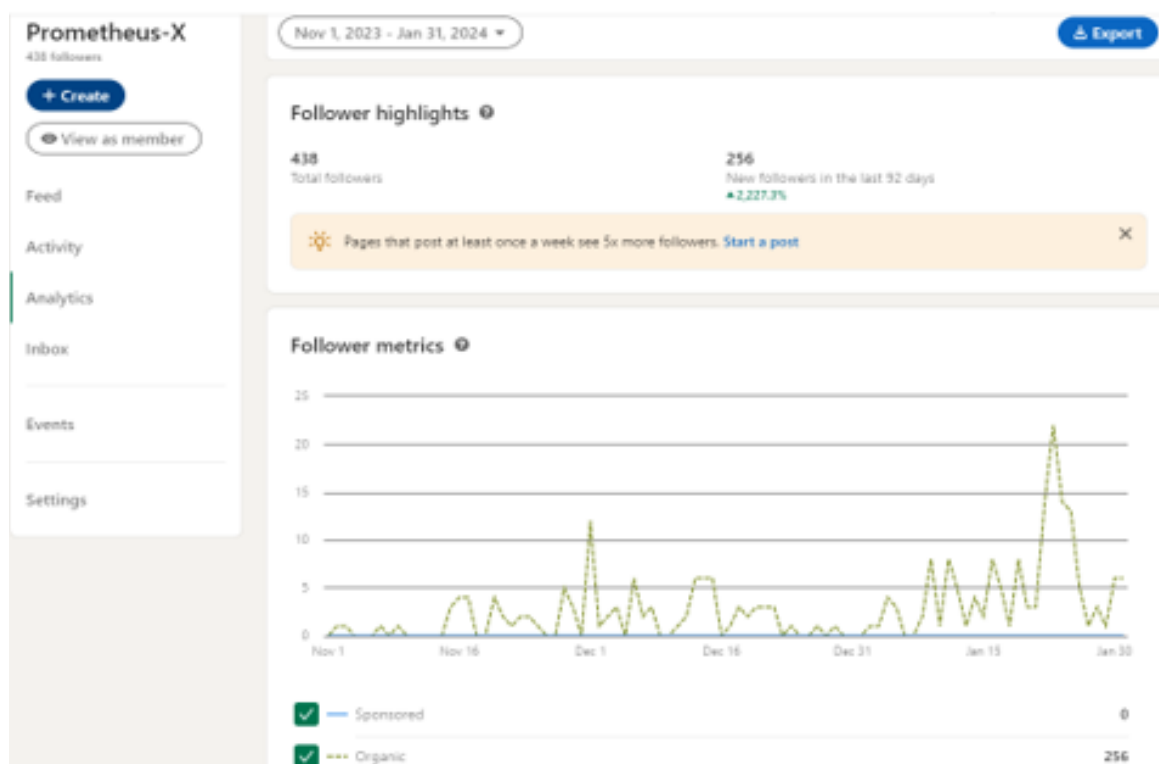 Prometheus-X
438 followers
+ Create
View as member
Feed
Activity
Analytics
Inbox
Events
Settings
Nov 1, 2023 - Jan 31, 2024
Export
Follower highlights
438
Total followers
256
New followers in the last 92 days
▲2,227.3%
Pages that post at least once a week see 5x more followers. Start a post
Follower metrics
25
20
15
10
5
0
Nov 1 Nov 16 Dec 1 Dec 16 Dec 31 Jan 15 Jan 30
Sponsored 0
Organic 256